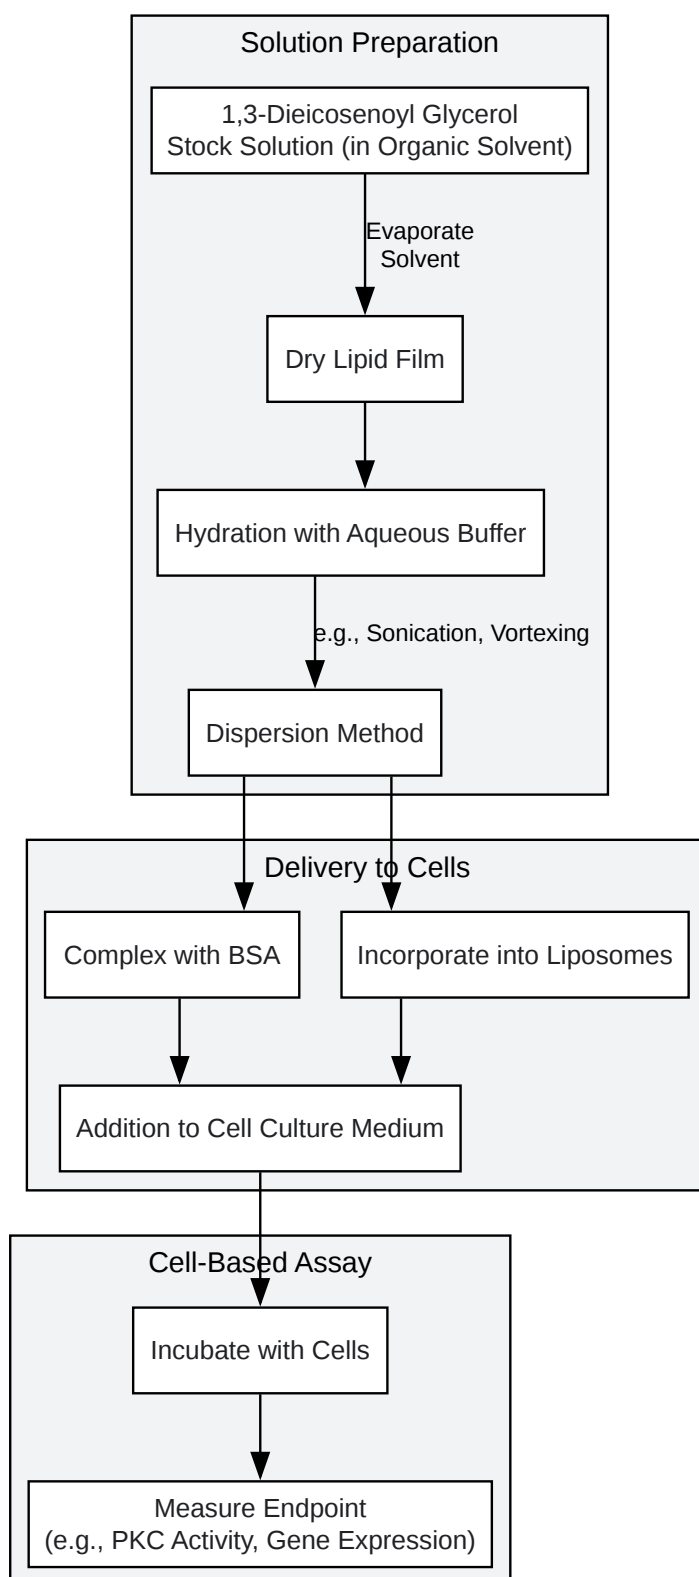 Solution Preparation
1,3-Dieicosenoyl Glycerol
Stock Solution (in Organic Solvent)
Evaporate
Solvent
Dry Lipid Film
Hydration with Aqueous Buffer
e.g., Sonication, Vortexing
Dispersion Method
Delivery to Cells
Complex with BSA
Incorporate into Liposomes
Addition to Cell Culture Medium
Cell-Based Assay
Incubate with Cells
Measure Endpoint
(e.g., PKC Activity, Gene Expression)